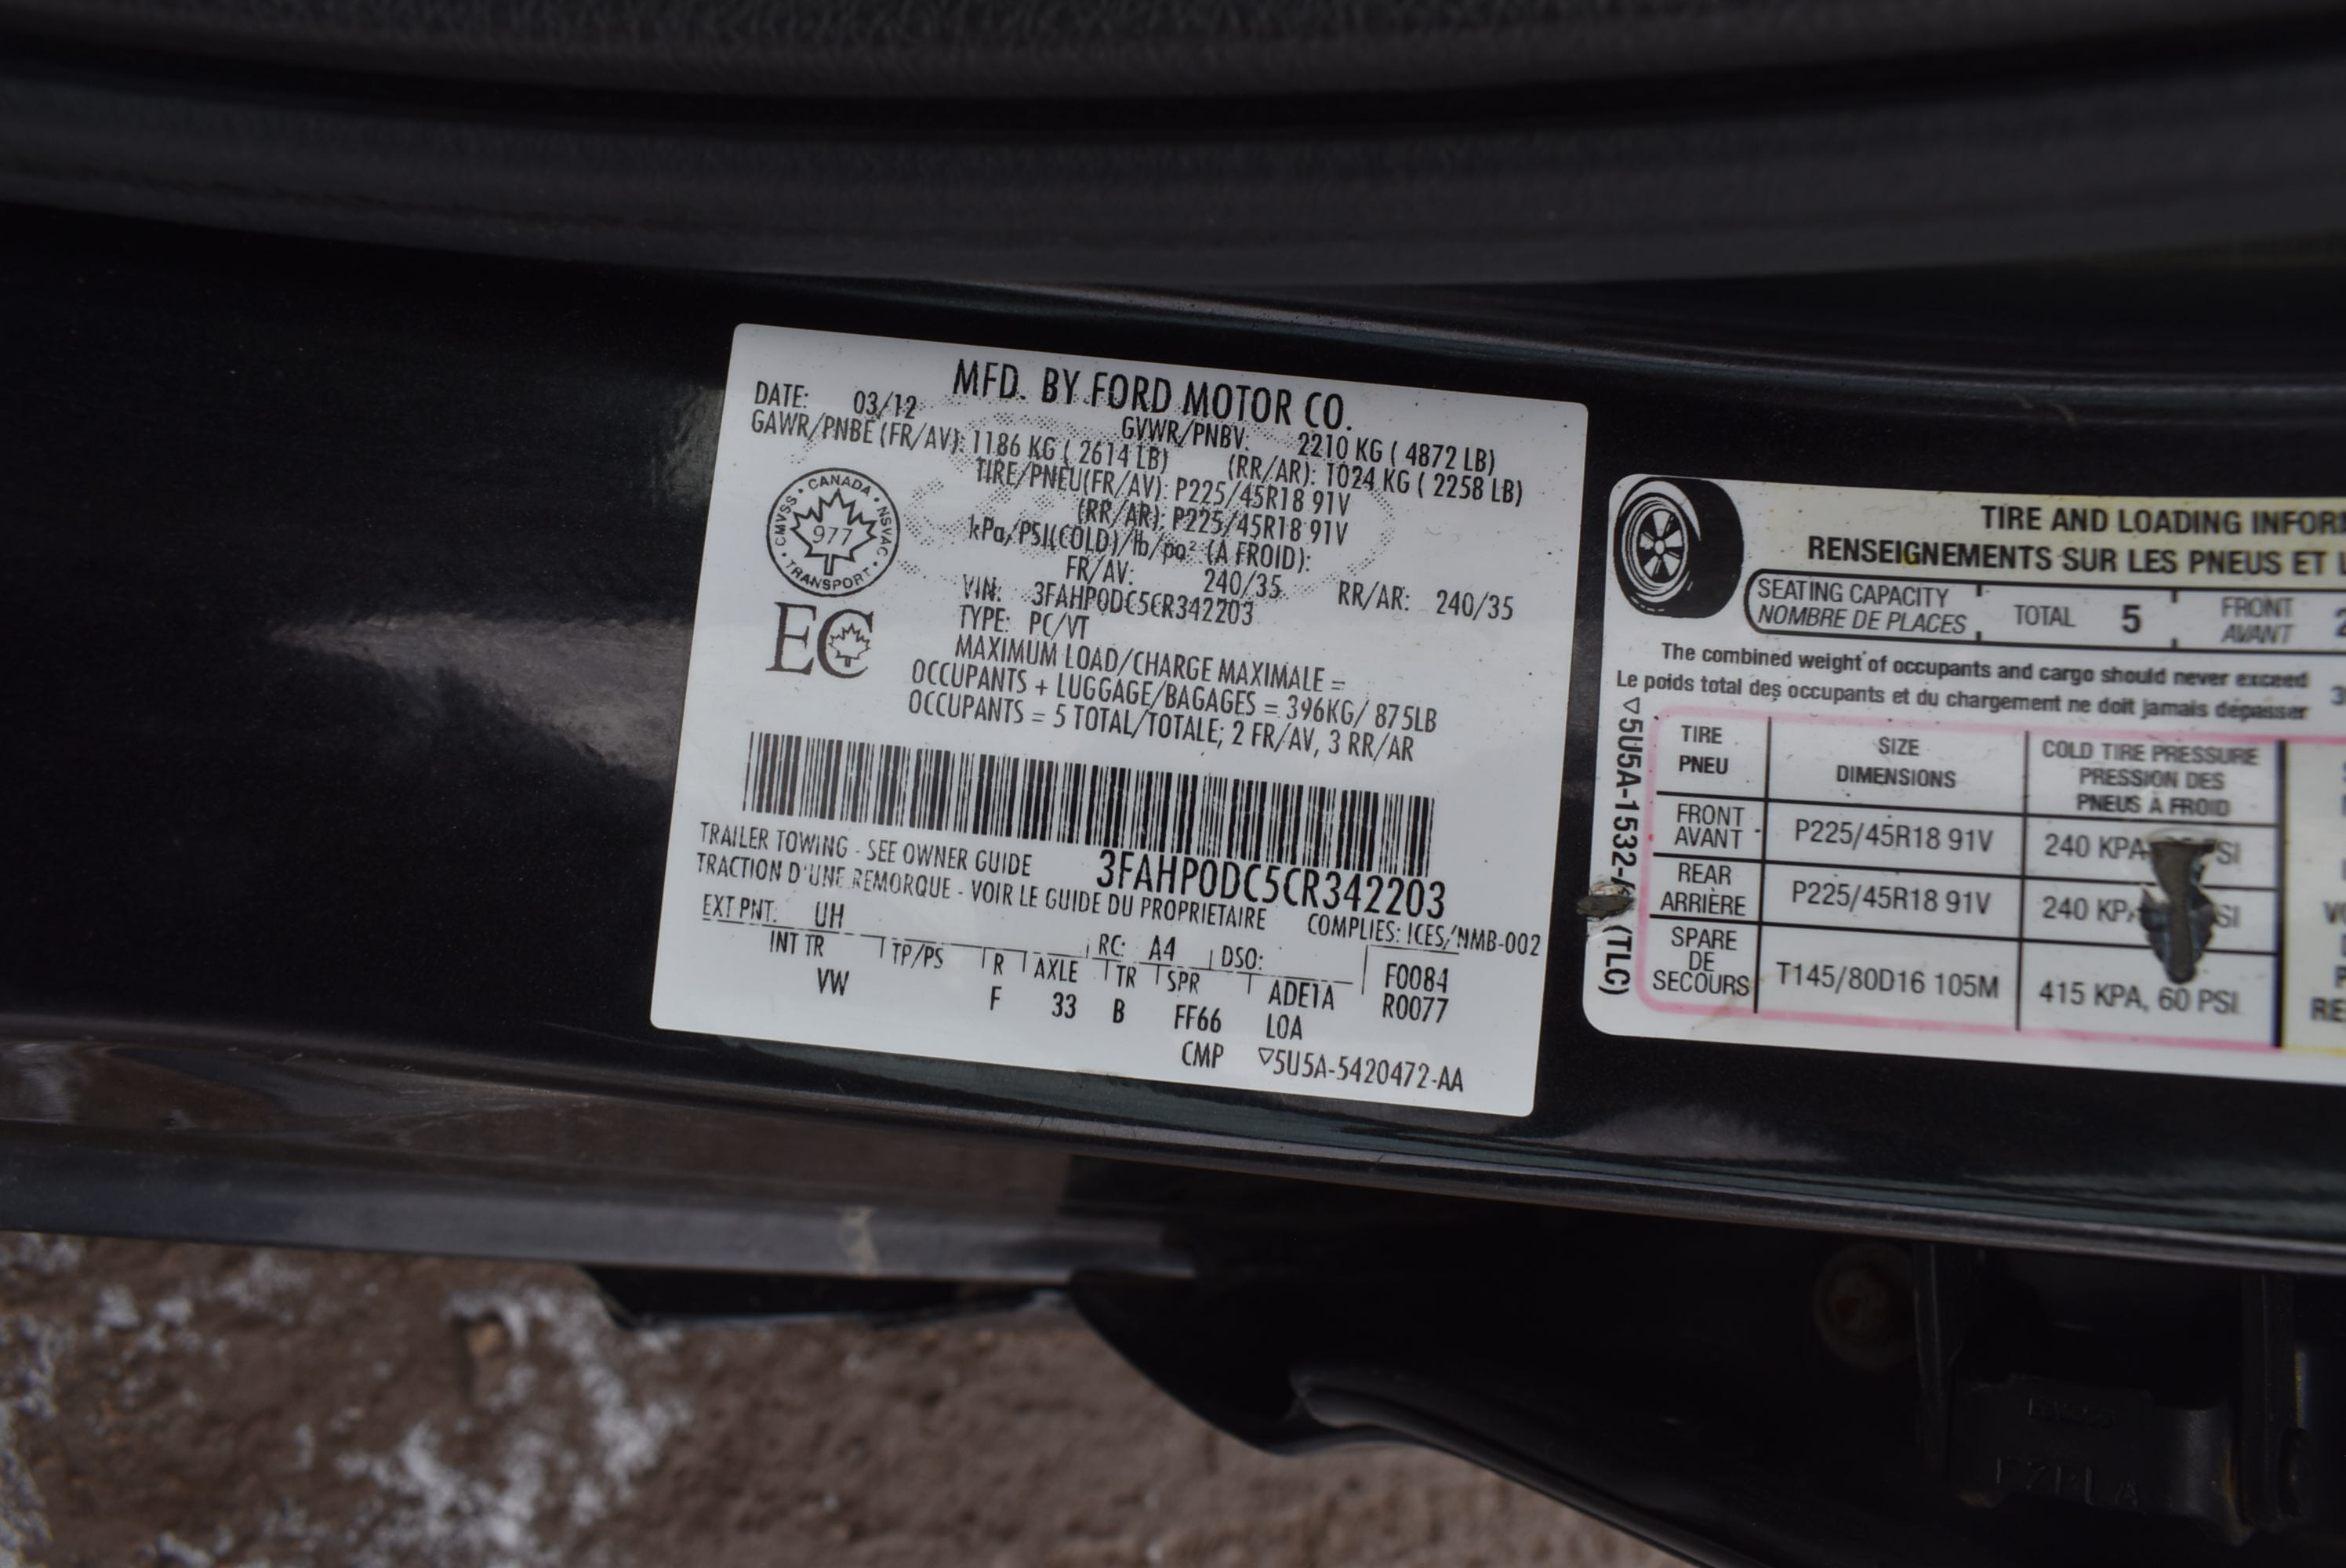 MFD. BY FORD MOTOR CO.
DATE: 03/12 GVWR/PNBV: 2210 KG ( 4872 LB)
GAWR/PNBE (FR/AV): 1186 KG ( 2614 LB) (RR/AR): 1024 KG ( 2258 LB)
TIRE/PNEU(FR/AV): P225/45R18 91V
(RR/AR): P225/45R18 91V
kPa/PSI(COLD)/lb/po² (A FROID):
FR/AV: 240/35 RR/AR: 240/35
VIN: 3FAHP0DC5CR342203
TYPE: PC/VT
MAXIMUM LOAD/CHARGE MAXIMALE =
OCCUPANTS + LUGGAGE/BAGAGES = 396KG/ 875LB
OCCUPANTS = 5 TOTAL/TOTALE; 2 FR/AV, 3 RR/AR
CANADA • NSVAC • TRANSPORT • CMVSS •
977
EC
TRAILER TOWING - SEE OWNER GUIDE
3FAHP0DC5CR342203
TRACTION D'UNE REMORQUE - VOIR LE GUIDE DU PROPRIETAIRE
COMPLIES: ICES/NMB-002
EXT PNT: UH RC: A4 DSO: F0084
INT TR TP/PS R AXLE TR SPR ADE1A R0077
VW F 33 B FF66 LOA
CMP ▽5U5A-5420472-AA
TIRE AND LOADING
RENSEIGNEMENTS SUR LES PNEUS ET
SEATING CAPACITY
NOMBRE DE PLACES
TOTAL 5
FRONT
AVANT
The combined weight of occupants and cargo should never exceed
Le poids total des occupants et du chargement ne doit jamais dépasser
▽5U5A-1532- (TLC)
TIRE
PNEU
SIZE
DIMENSIONS
COLD TIRE PRESSURE
PRESSION DES
PNEUS À FROID
FRONT
AVANT
P225/45R18 91V
240 KPA
REAR
ARRIÈRE
P225/45R18 91V
240
SPARE
DE
SECOURS
T145/80D16 105M
415 KPA, 60 PSI